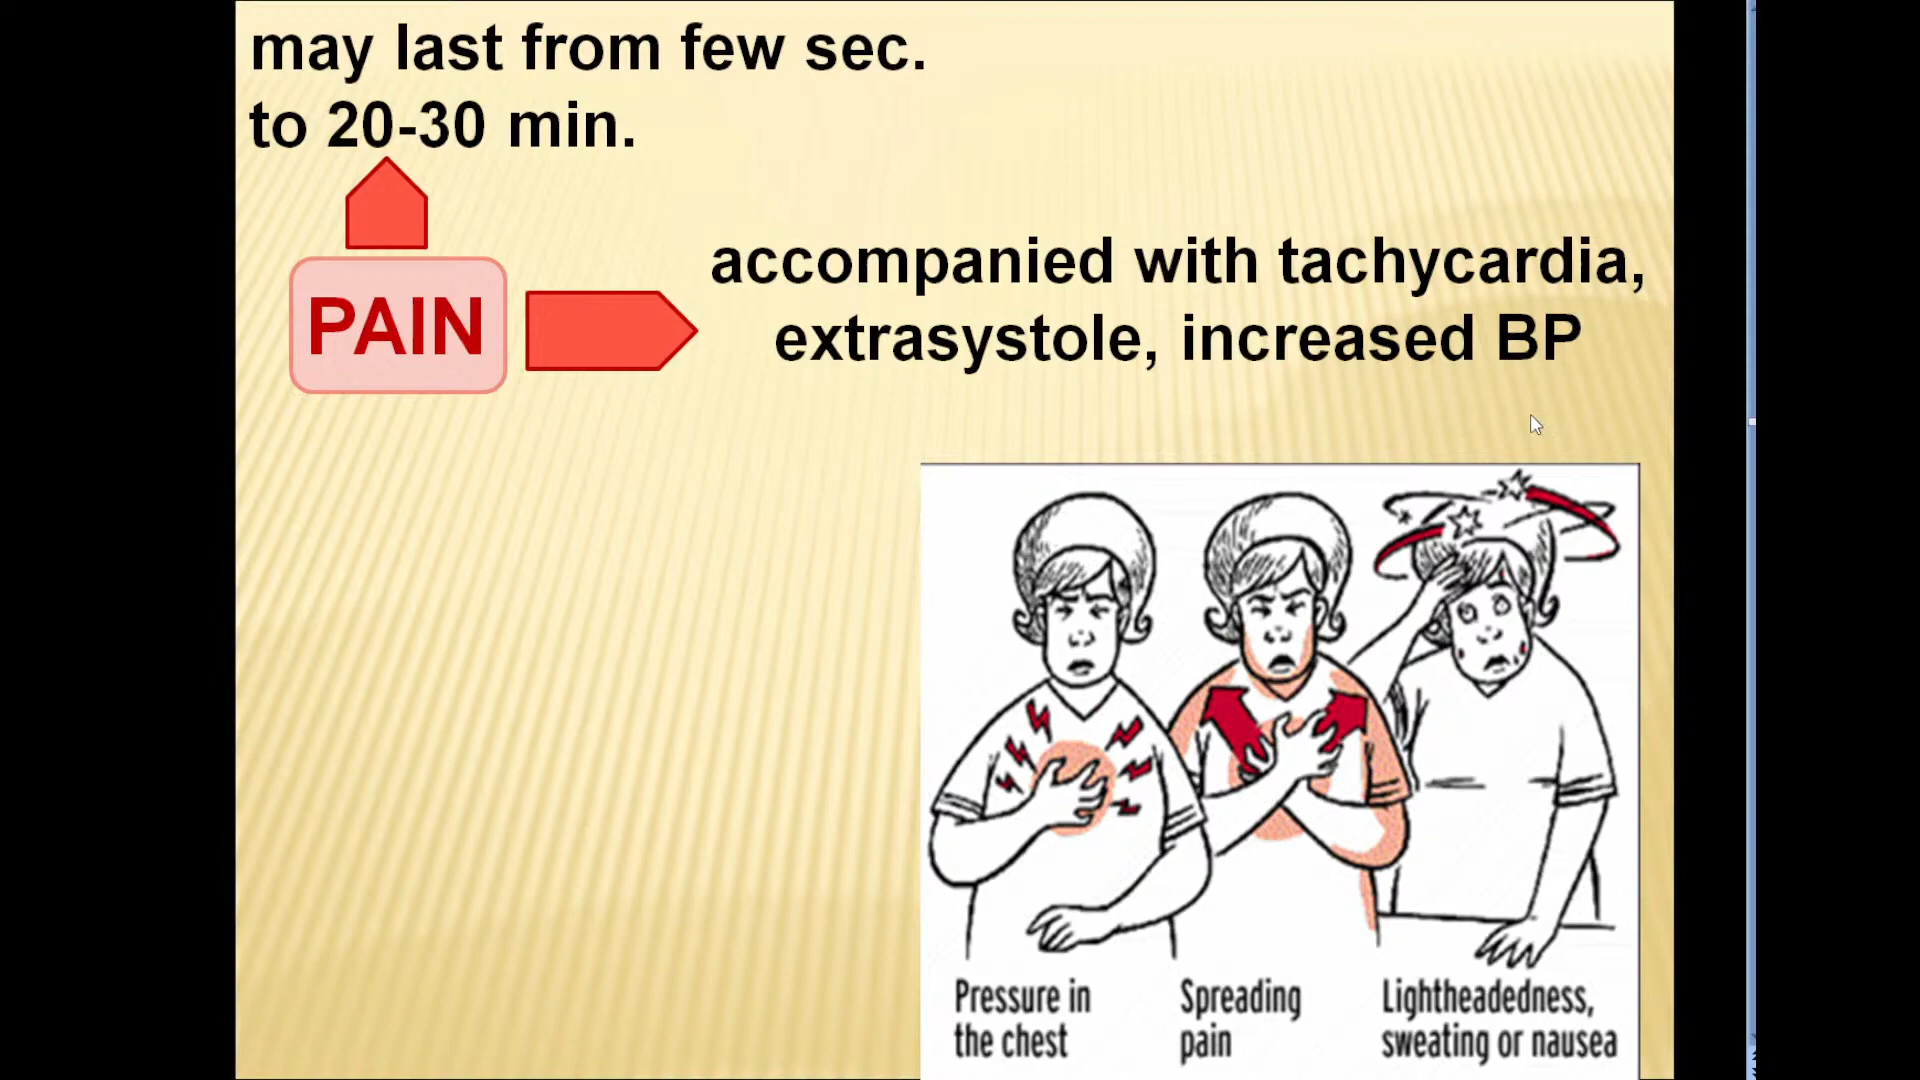 may last from few sec.
to 20-30 min.
PAIN
accompanied with tachycardia,
extrasystole, increased BP
Pressure in
the chest
Spreading
pain
Lightheadedness,
sweating or nausea